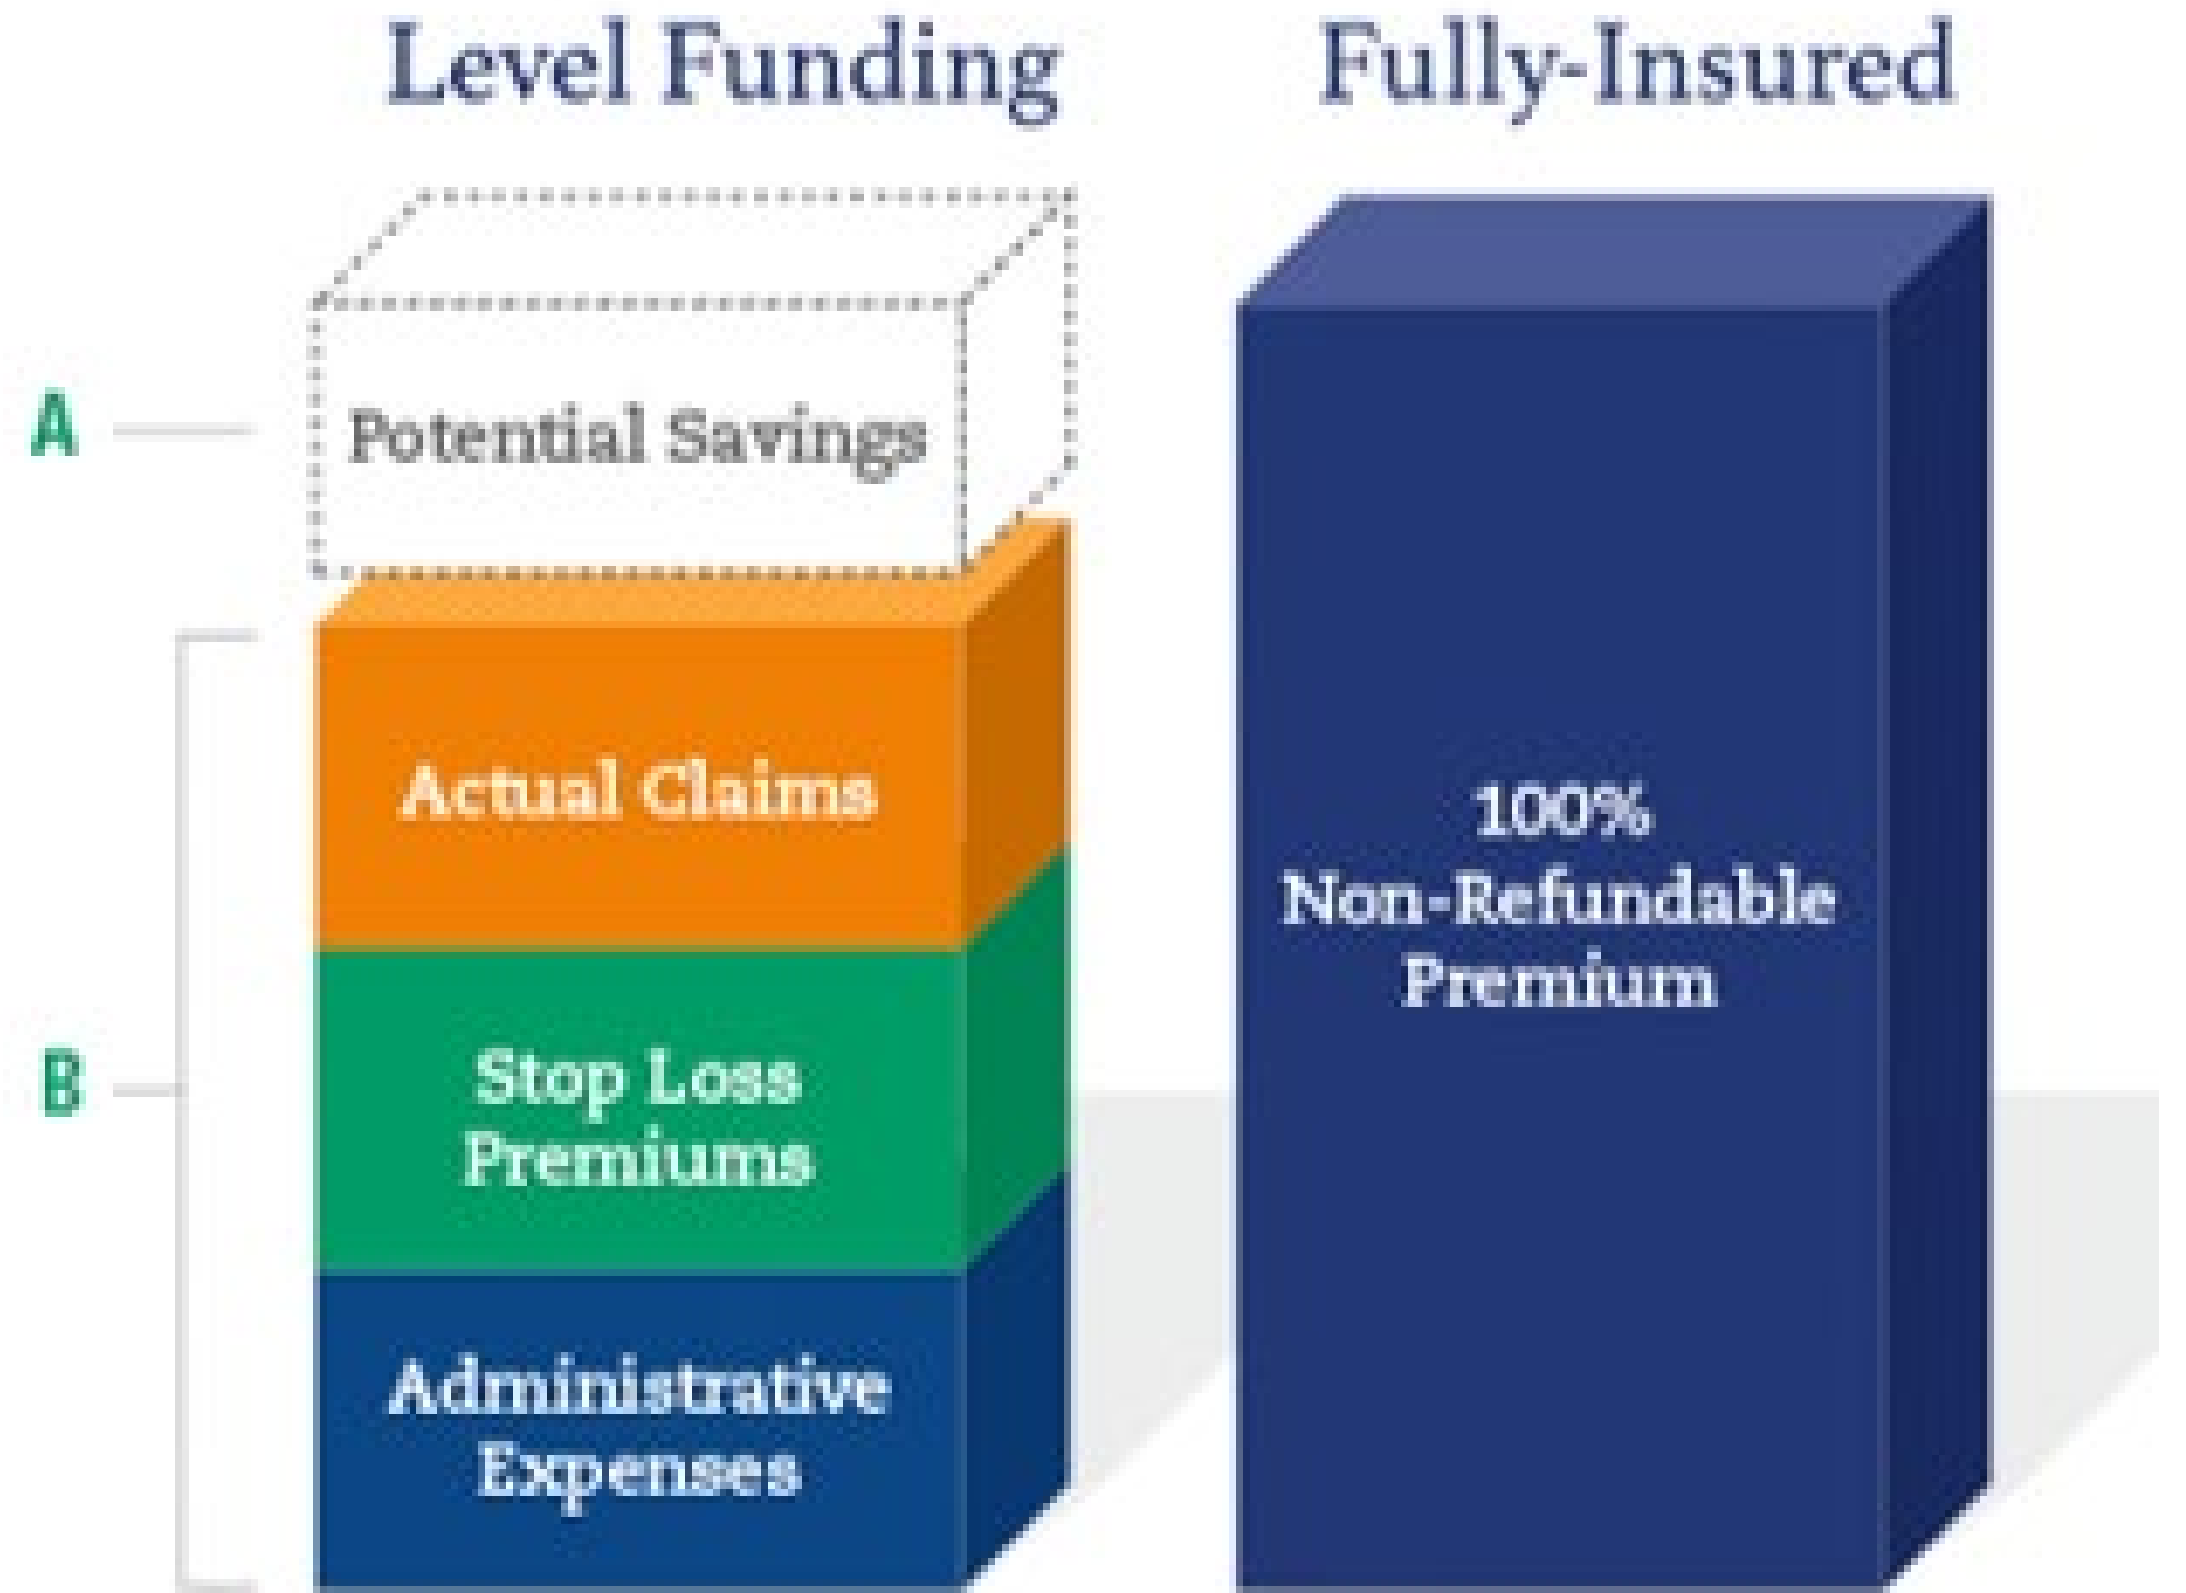 Level Funding
Fully-Insured
A
Potential Savings
Actual Claims
B
Stop Loss
Premiums
Administrative
Expenses
100%
Non-Refundable
Premium